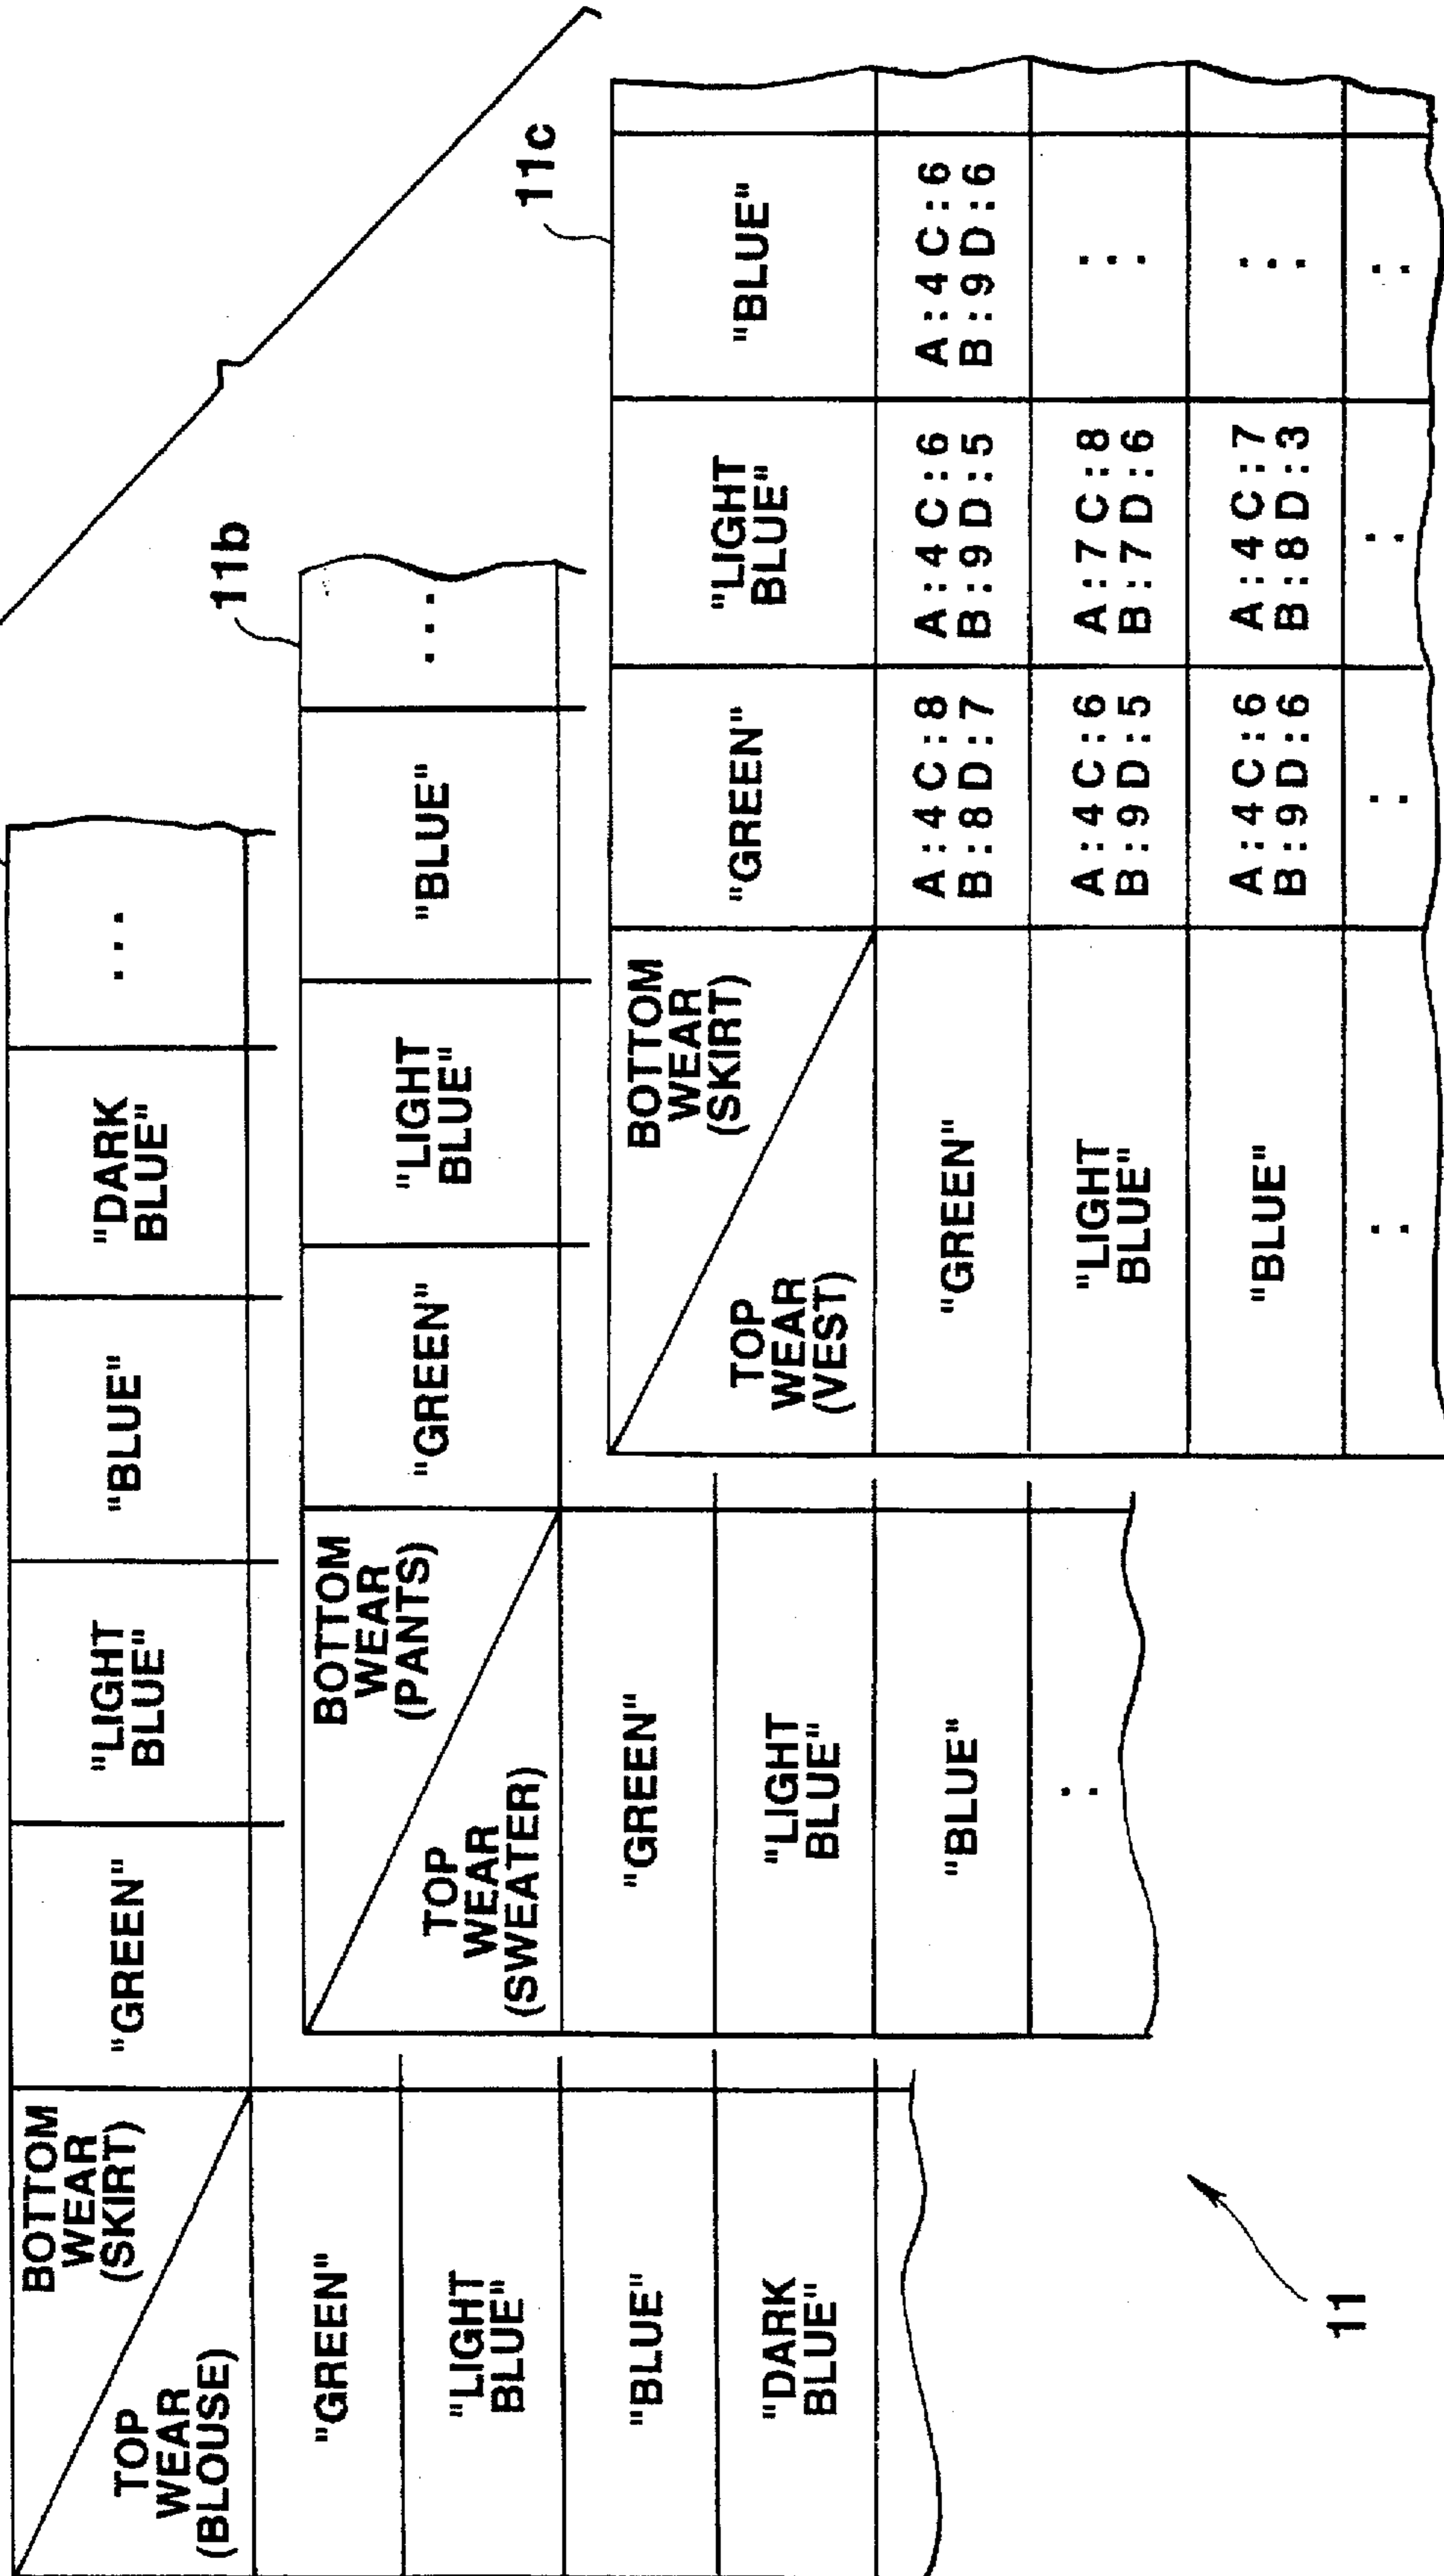 BOTTOM
WEAR
(SKIRT)
TOP
WEAR
(BLOUSE)
"GREEN"
"LIGHT
BLUE"
"BLUE"
"DARK
BLUE"
...
"GREEN"
"LIGHT
BLUE"
"BLUE"
"DARK
BLUE"
11b
BOTTOM
WEAR
(PANTS)
TOP
WEAR
(SWEATER)
"GREEN"
"LIGHT
BLUE"
"BLUE"
...
"GREEN"
"LIGHT
BLUE"
"BLUE"
:
11c
BOTTOM
WEAR
(SKIRT)
TOP
WEAR
(VEST)
"GREEN"
"LIGHT
BLUE"
"BLUE"
"GREEN"
A:4 C:8
B:8 D:7
A:4 C:6
B:9 D:5
A:4 C:6
B:9 D:6
"LIGHT
BLUE"
A:4 C:6
B:9 D:5
A:7 C:8
B:7 D:6
...
"BLUE"
A:4 C:6
B:9 D:6
A:4 C:7
B:8 D:3
...
:
:
:
:
11